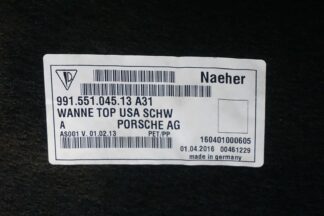 Naeher
991.551.045.13 A31
WANNE TOP USA SCHW
A PORSCHE AG
AS001 V. 01.02.13 PET/PP
160401000605
01.04.2016 00461229
made in germany